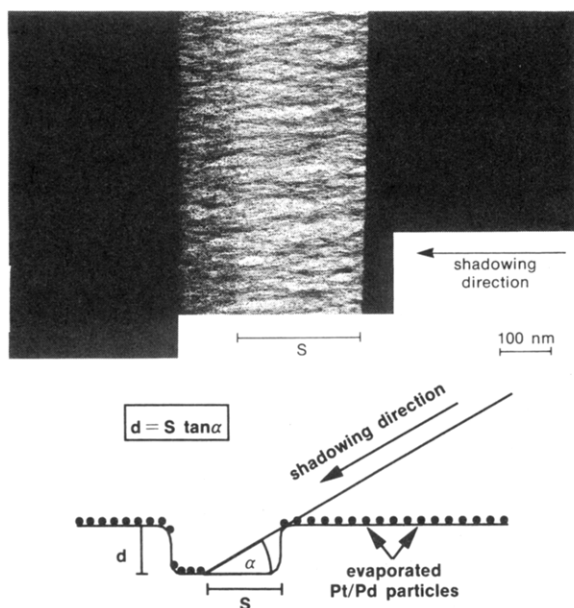 shadowing
direction
S
100 nm
d = S tanα
shadowing direction
d
α
S
evaporated
Pt/Pd particles